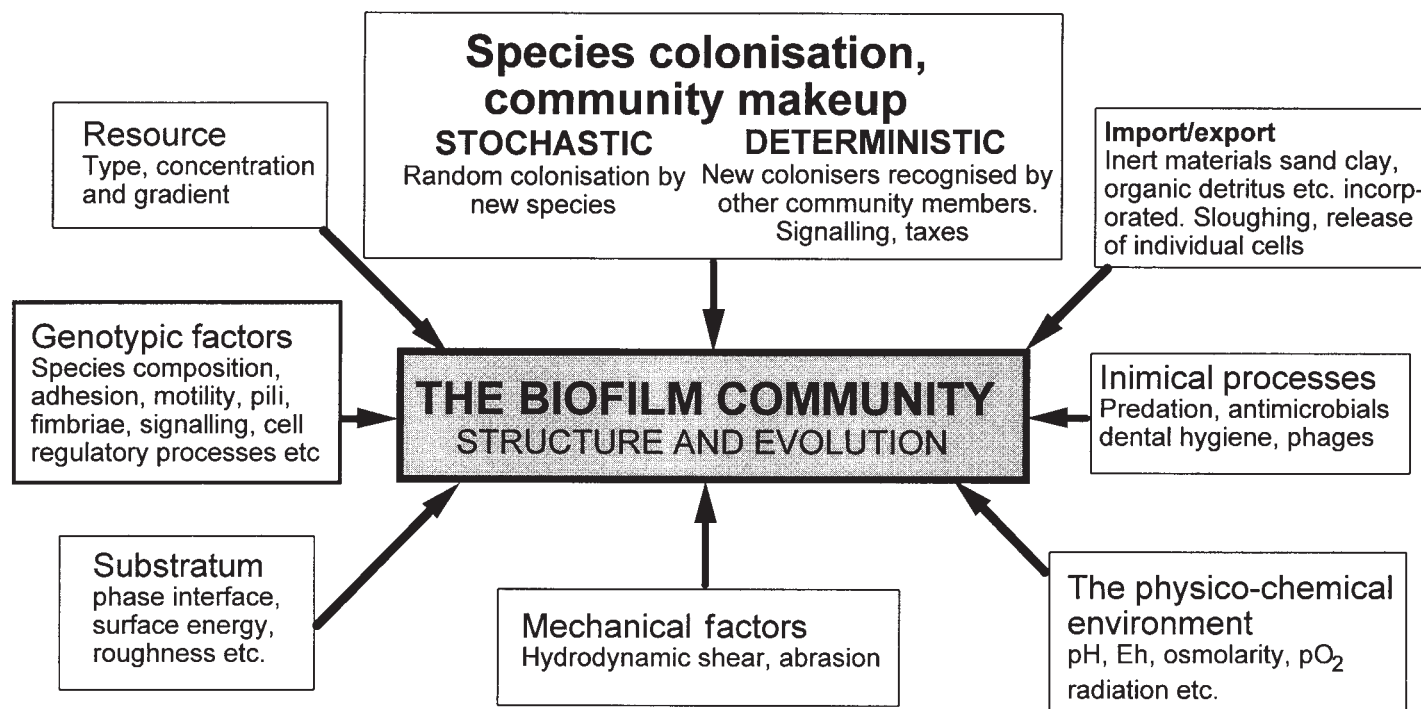 Species colonisation,
community makeup
STOCHASTIC
Random colonisation by
new species
DETERMINISTIC
New colonisers recognised by
other community members.
Signalling, taxes
Resource
Type, concentration
and gradient
Import/export
Inert materials sand clay,
organic detritus etc. incorp-
orated. Sloughing, release
of individual cells
Genotypic factors
Species composition,
adhesion, motility, pili,
fimbriae, signalling, cell
regulatory processes etc
THE BIOFILM COMMUNITY
STRUCTURE AND EVOLUTION
Inimical processes
Predation, antimicrobials
dental hygiene, phages
Substratum
phase interface,
surface energy,
roughness etc.
Mechanical factors
Hydrodynamic shear, abrasion
The physico-chemical
environment
pH, Eh, osmolarity, pO2
radiation etc.